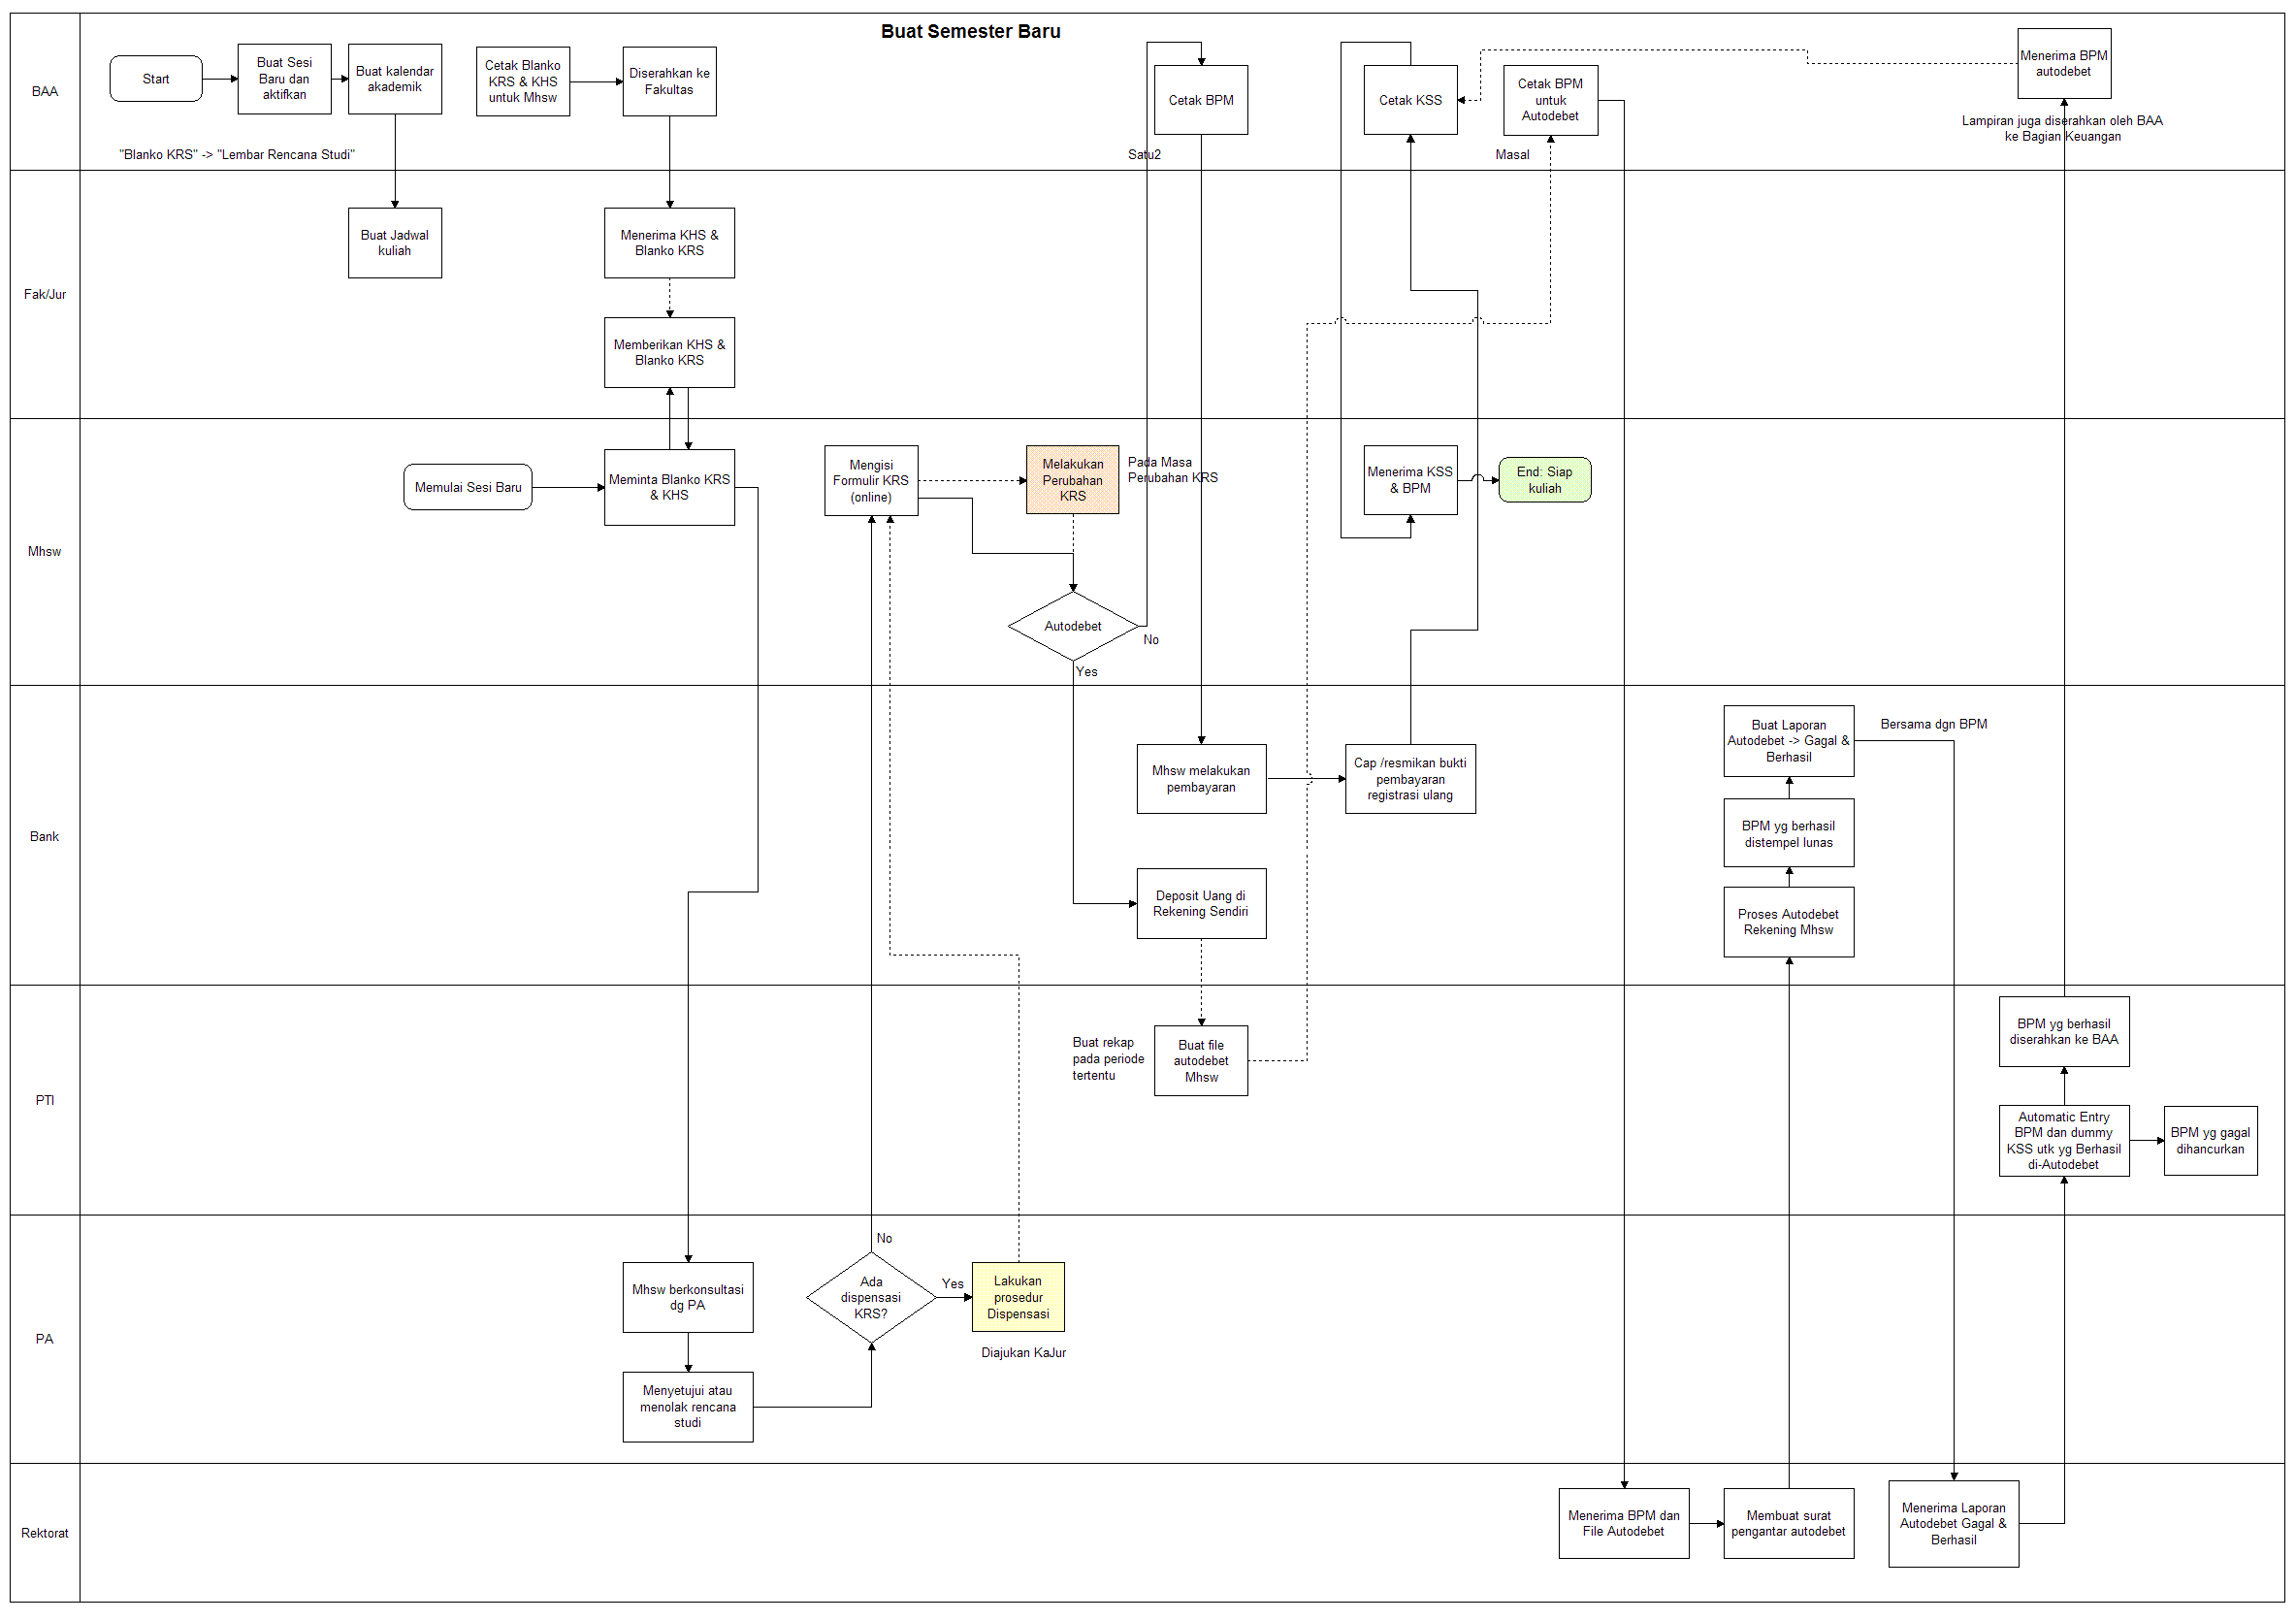 Buat Semester Baru
BAA
Start
Buat Sesi
Baru dan
aktifkan
Buat kalendar
akademik
Cetak Blanko
KRS & KHS
untuk Mhsw
Diserahkan ke
Fakultas
Cetak BPM
Cetak KSS
Cetak BPM
untuk
Autodebet
Menerima BPM
autodebet
"Blanko KRS" -> "Lembar Rencana Studi"
Satu2
Masal
Lampiran juga diserahkan oleh BAA
ke Bagian Keuangan
Fak/Jur
Buat Jadwal
kuliah
Menerima KHS &
Blanko KRS
Memberikan KHS &
Blanko KRS
Mhsw
Memulai Sesi Baru
Meminta Blanko KRS
& KHS
Mengisi
Formulir KRS
(online)
Melakukan
Perubahan
KRS
Pada Masa
Perubahan KRS
Menerima KSS
& BPM
End: Siap
kuliah
Autodebet
No
Yes
Bank
Mhsw melakukan
pembayaran
Cap /resmikan bukti
pembayaran
registrasi ulang
Buat Laporan
Autodebet -> Gagal &
Berhasil
Bersama dgn BPM
BPM yg berhasil
distempel lunas
Deposit Uang di
Rekening Sendiri
Proses Autodebet
Rekening Mhsw
PTI
Buat rekap
pada periode
tertentu
Buat file
autodebet
Mhsw
BPM yg berhasil
diserahkan ke BAA
Automatic Entry
BPM dan dummy
KSS utk yg Berhasil
di-Autodebet
BPM yg gagal
dihancurkan
PA
Mhsw berkonsultasi
dg PA
Ada
dispensasi
KRS?
No
Yes
Lakukan
prosedur
Dispensasi
Diajukan KaJur
Menyetujui atau
menolak rencana
studi
Rektorat
Menerima BPM dan
File Autodebet
Membuat surat
pengantar autodebet
Menerima Laporan
Autodebet Gagal &
Berhasil